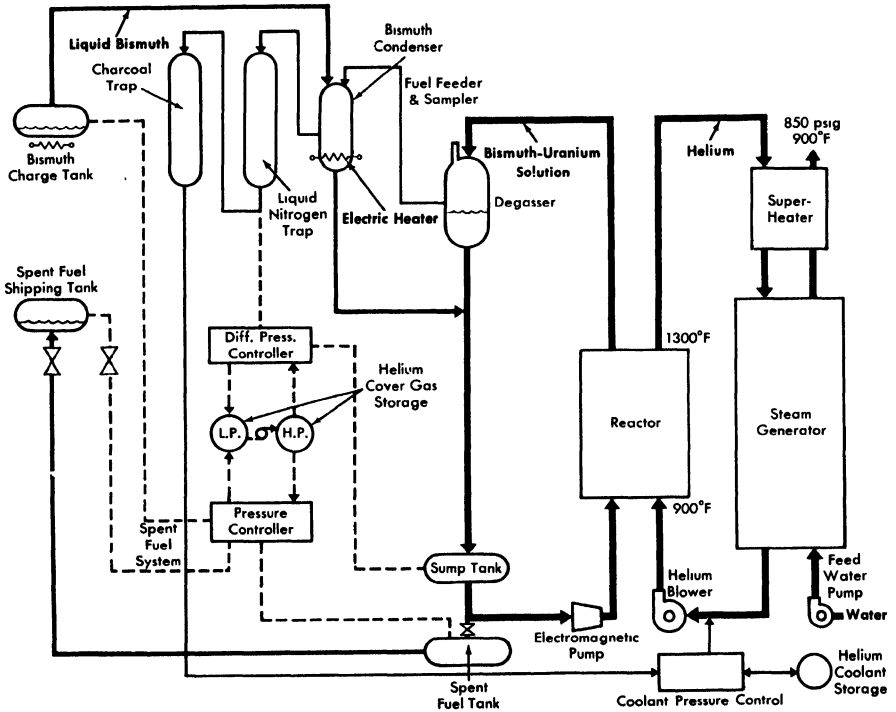 Liquid Bismuth
Charcoal
Trap
Bismuth
Condenser
Fuel Feeder
& Sampler
Bismuth-Uranium
Solution
Helium
850 psig
900°F
Bismuth
Charge Tank
Liquid
Nitrogen
Trap
Electric Heater
Degasser
Super-
Heater
Spent Fuel
Shipping Tank
Diff. Press.
Controller
Helium
Cover Gas
Storage
L.P.
H.P.
1300°F
Reactor
Steam
Generator
Pressure
Controller
Spent
Fuel
System
900°F
Sump Tank
Helium
Blower
Feed
Water
Pump
Water
Electromagnetic
Pump
Spent
Fuel Tank
Coolant Pressure Control
Helium
Coolant
Storage